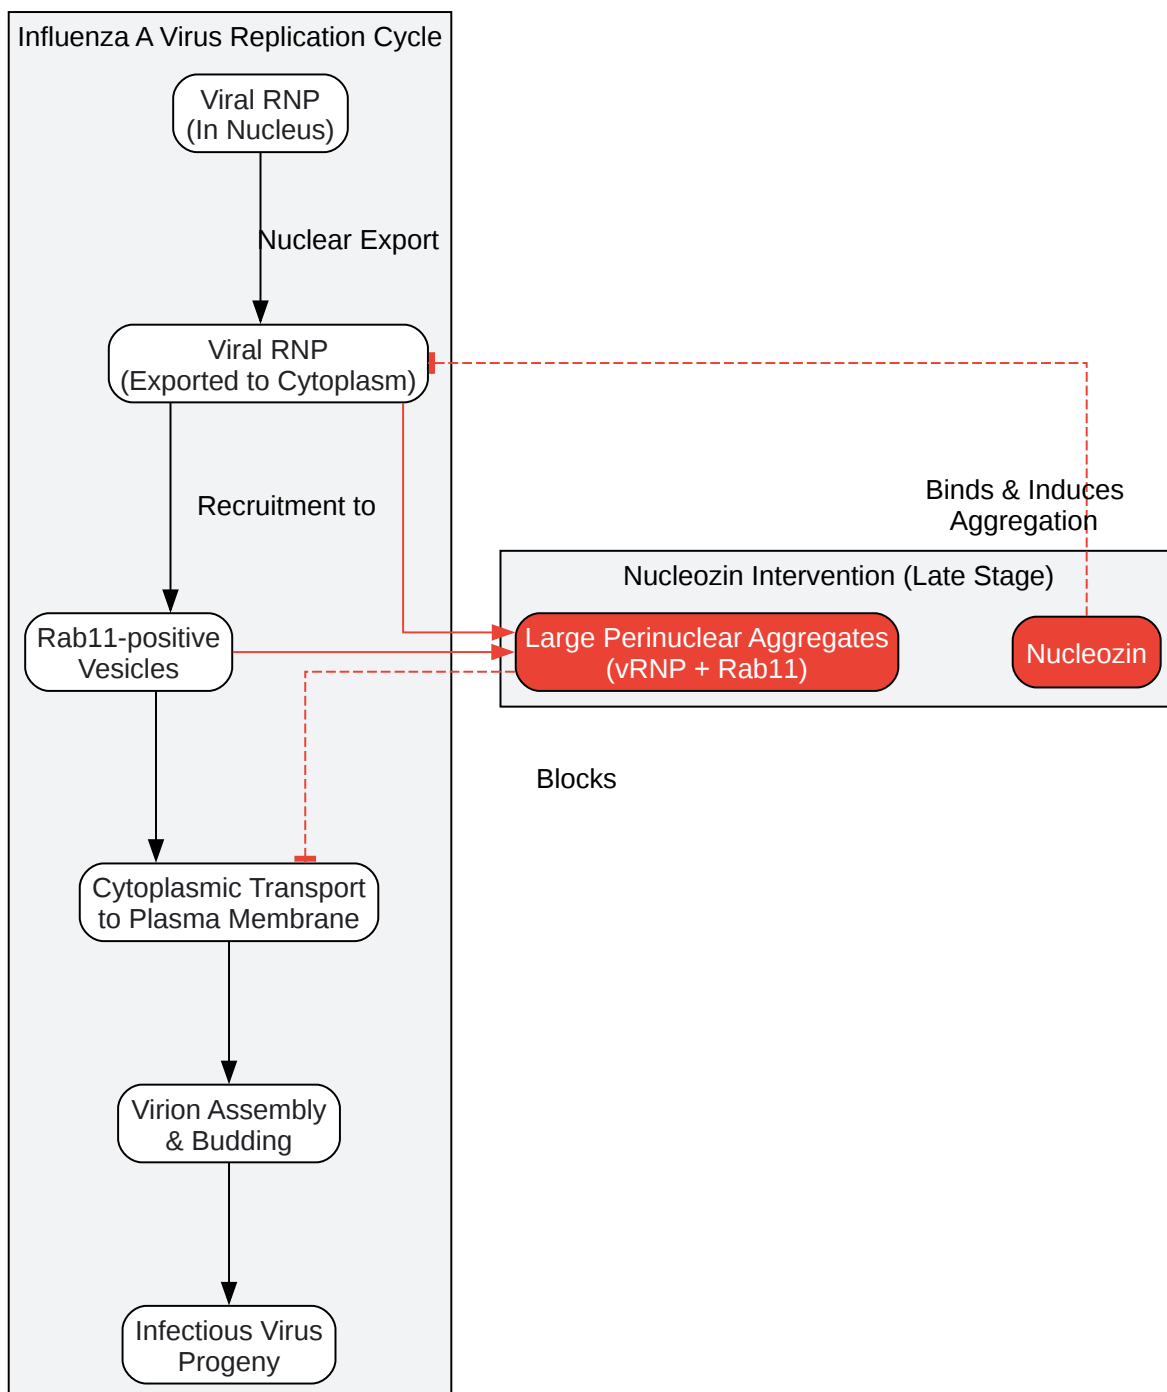 Influenza A Virus Replication Cycle
Viral RNP
(In Nucleus)
Nuclear Export
Viral RNP
(Exported to Cytoplasm)
Recruitment to
Binds & Induces
Aggregation
Nucleozin Intervention (Late Stage)
Rab11-positive
Vesicles
Large Perinuclear Aggregates
(vRNP + Rab11)
Nucleozin
Blocks
Cytoplasmic Transport
to Plasma Membrane
Virion Assembly
& Budding
Infectious Virus
Progeny